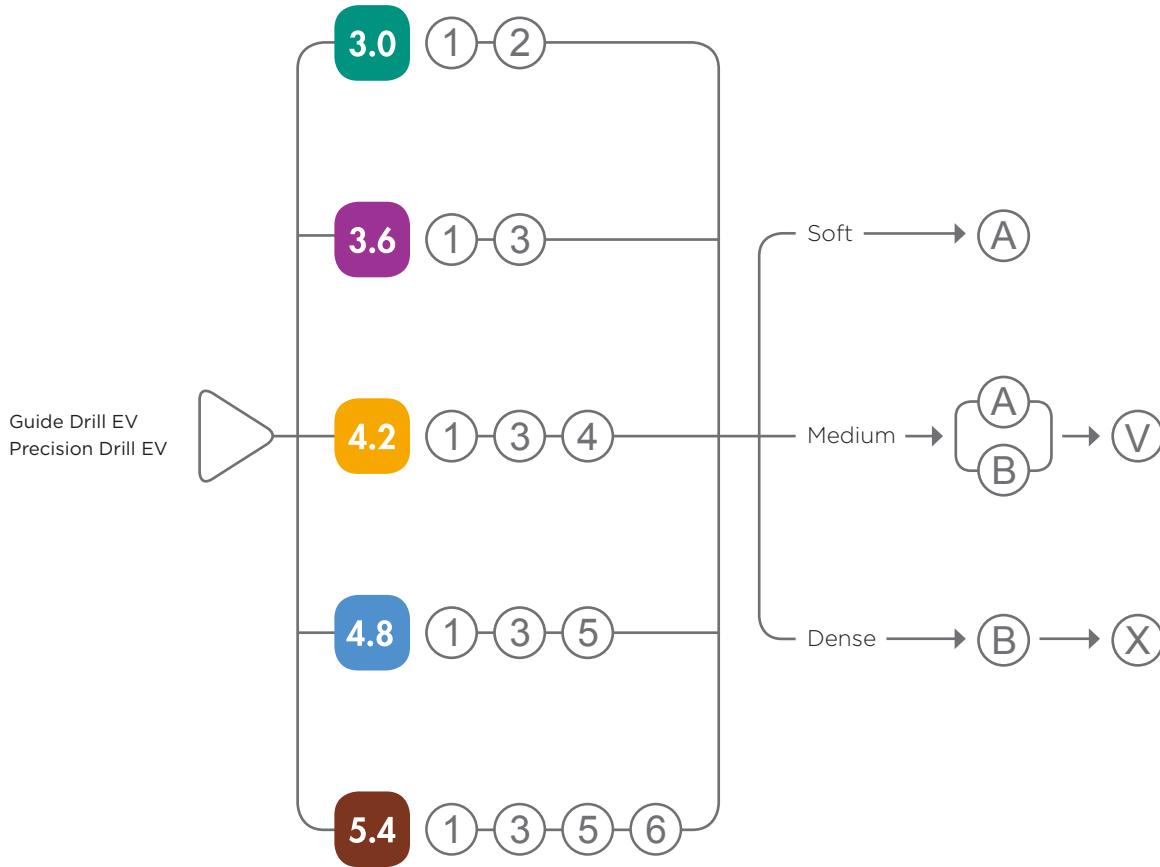 3.0 1 2
3.6 1 3
Soft A
Guide Drill EV
Precision Drill EV
4.2 1 3 4
Medium A
B
V
4.8 1 3 5
Dense B X
5.4 1 3 5 6